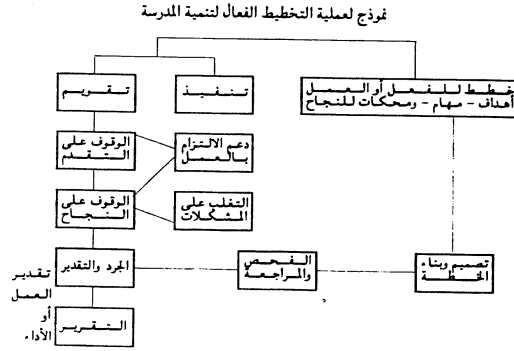 نموذج لعملية التخطيط الفعال لتنمية المدرسة
خطط للفعل أو العمل
أهداف - مهام - ومحكات للنجاح
تنفيذ
تقويم
دعم الالتزام
بالعمل
الوقوف على
التقدم
التغلب على
المشكلات
الوقوف على
النجاح
تصميم وبناء
الخطة
الفحص
والمراجعة
الجرد والتقدير
التقرير
تقدير
العمل
أو
الأداء